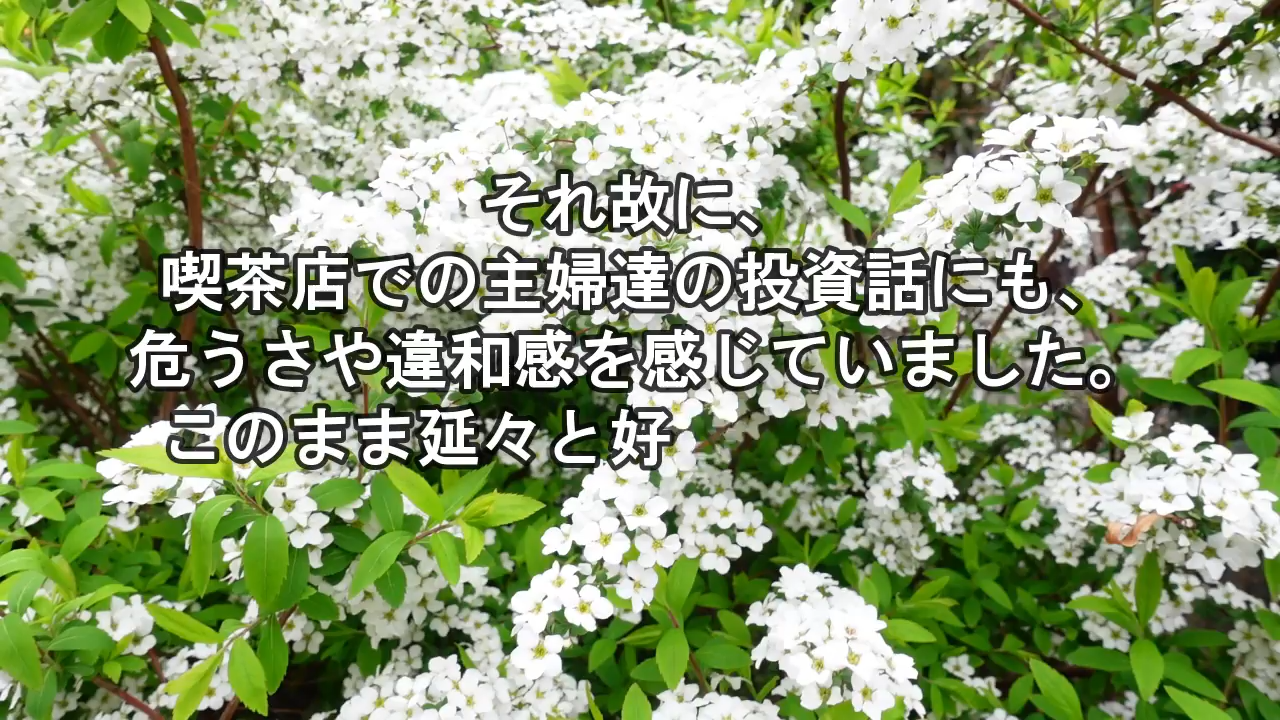 それ故に、
喫茶店での主婦達の投資話にも、
危うさや違和感を感じていました。
このまま延々と好